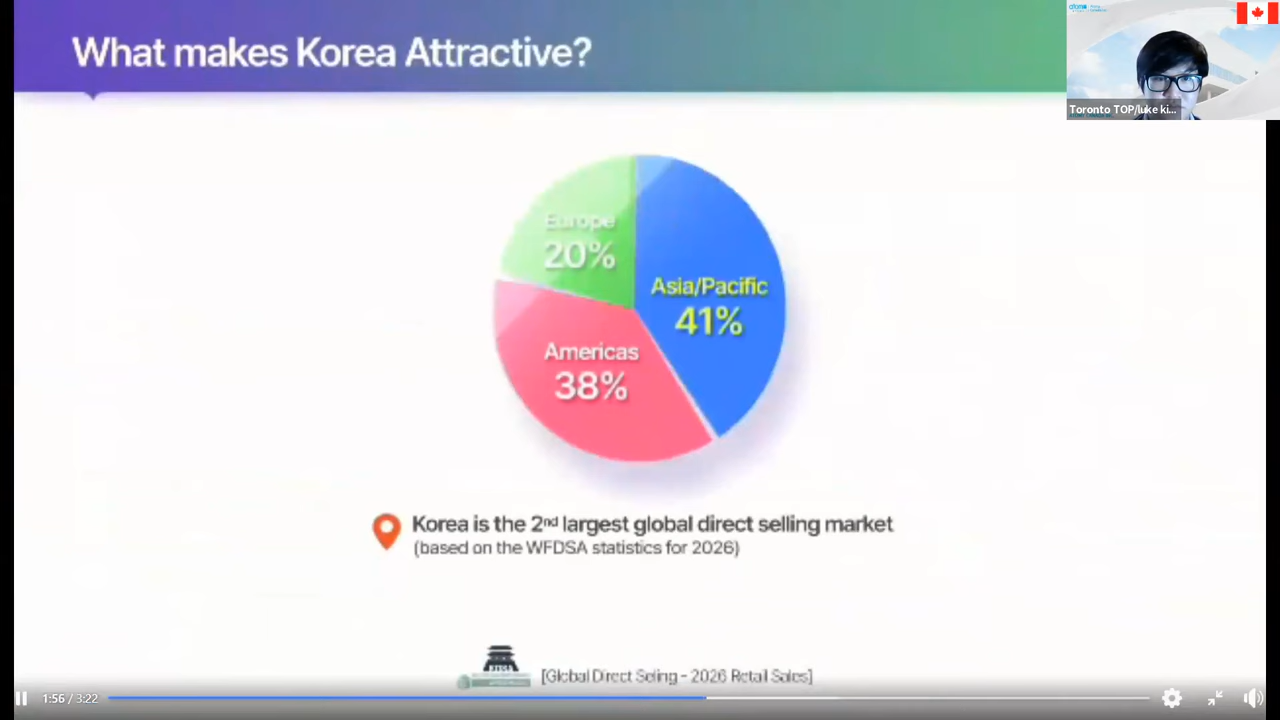 What makes Korea Attractive?
Toronto TOP/luke ki...
Europe
20%
Asia/Pacific
41%
Americas
38%
Korea is the 2nd largest global direct selling market
(based on the WFDSA statistics for 2026)
[Global Direct Seling - 2026 Retail Sales]
1:56 / 3:22